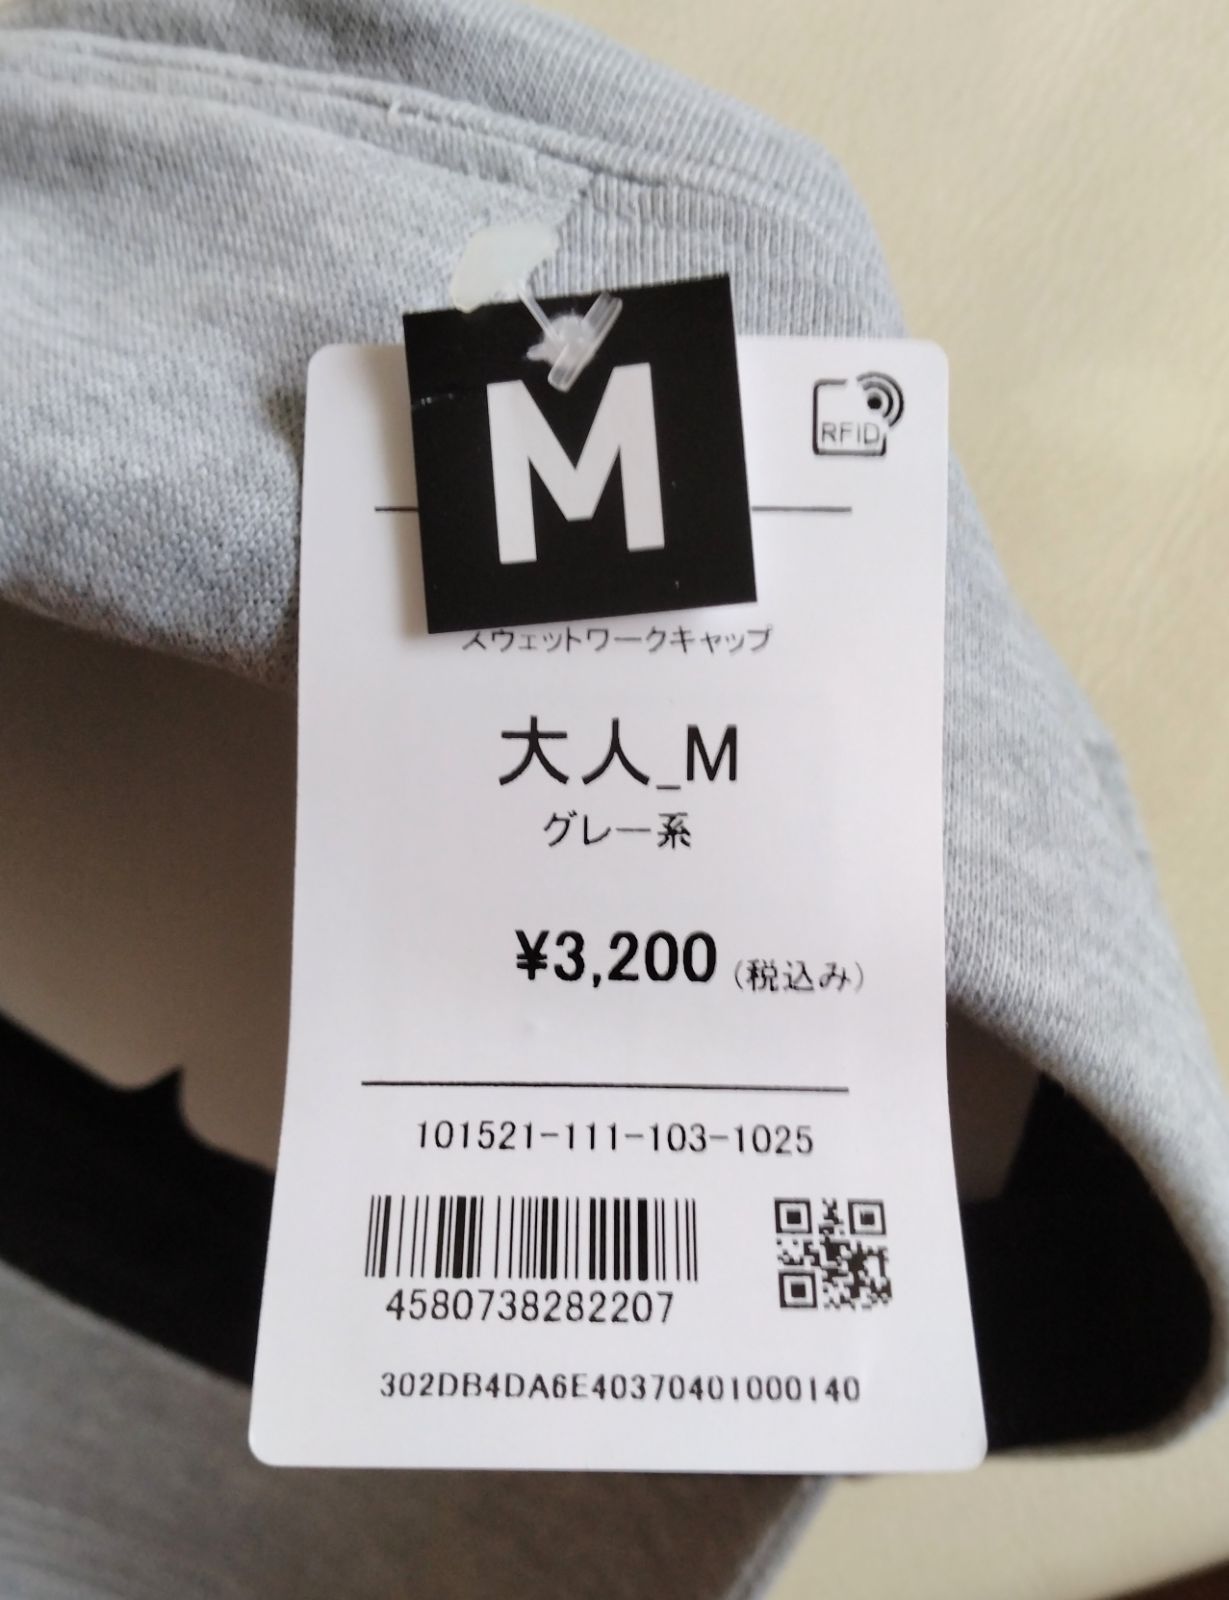 M
RFID
スウェットワークキャップ
大人_M
グレー系
¥3,200 (税込み)
101521-111-103-1025
4580738282207
302DB4DA6E40370401000140